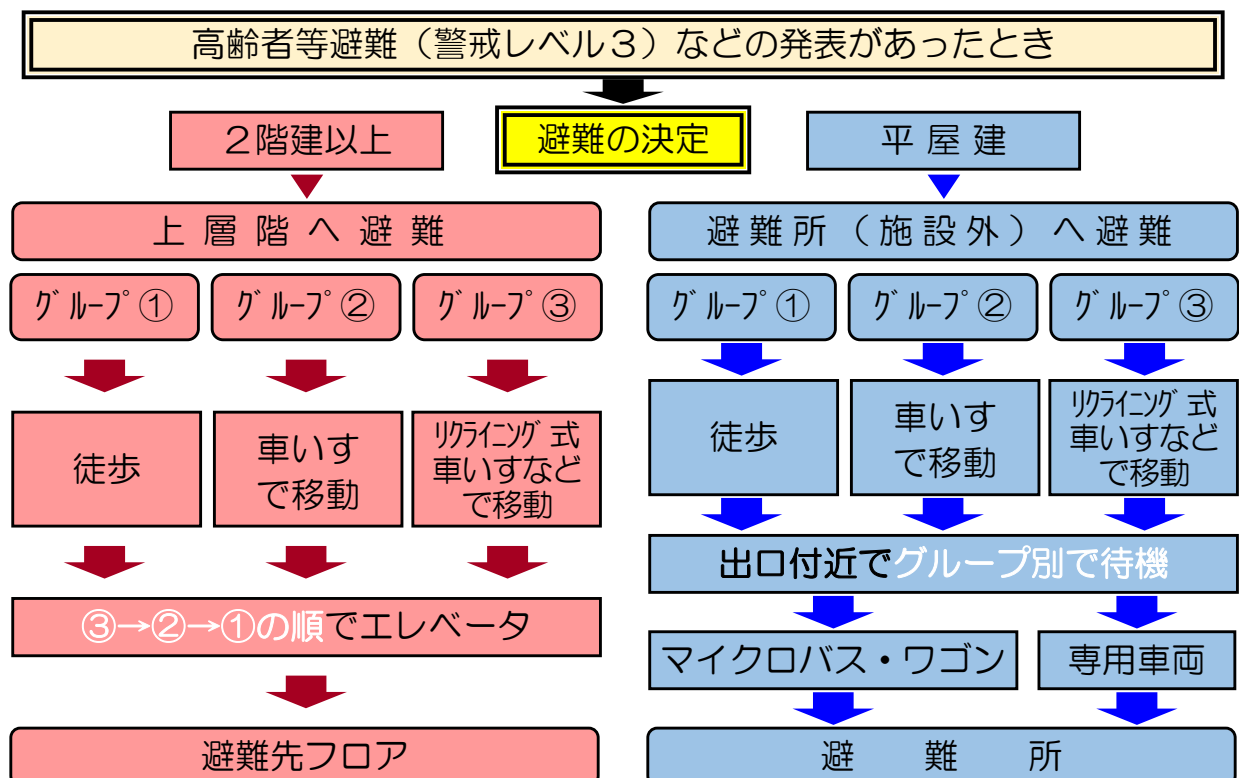 高齢者等避難（警戒レベル３）などの発表があったとき
２階建以上
避難の決定
平 屋 建
上 層 階 へ 避 難
避 難 所 （ 施 設 外 ） へ 避 難
ｸﾞﾙｰﾌﾟ①
ｸﾞﾙｰﾌﾟ②
ｸﾞﾙｰﾌﾟ③
ｸﾞﾙｰﾌﾟ①
ｸﾞﾙｰﾌﾟ②
ｸﾞﾙｰﾌﾟ③
徒歩
車いす
で移動
ﾘｸﾗｲﾆﾝｸﾞ式
車いすなど
で移動
徒歩
車いす
で移動
ﾘｸﾗｲﾆﾝｸﾞ式
車いすなど
で移動
③→②→①の順でエレベータ
出口付近でグループ別で待機
マイクロバス・ワゴン
専用車両
避難先フロア
避 難 所